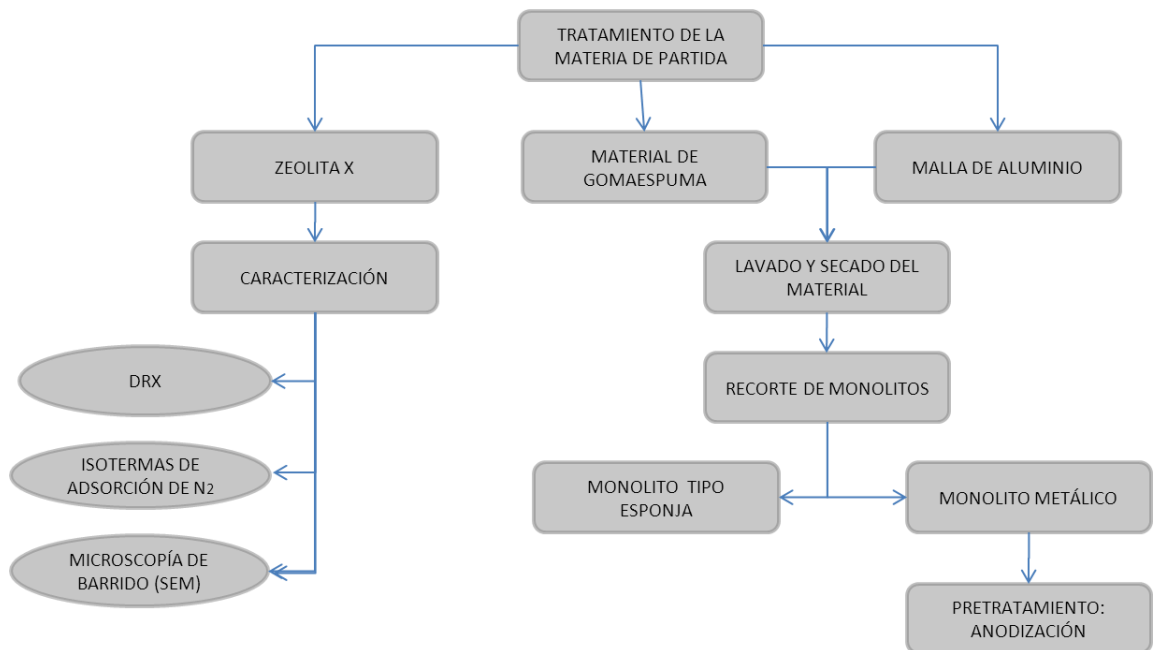 TRATAMIENTO DE LA
MATERIA DE PARTIDA
ZEOLITA X
MATERIAL DE
GOMAESPUMA
MALLA DE ALUMINIO
CARACTERIZACIÓN
LAVADO Y SECADO DEL
MATERIAL
DRX
RECORTE DE MONOLITOS
ISOTERMAS DE
ADSORCIÓN DE N2
MONOLITO TIPO
ESPONJA
MONOLITO METÁLICO
MICROSCOPÍA DE
BARRIDO (SEM)
PRETRATAMIENTO:
ANODIZACIÓN